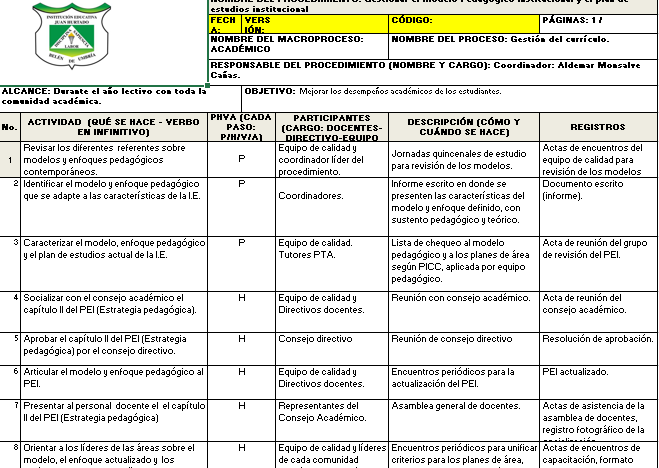 INSTITUCIÓN EDUCATIVA
JUAN HURTADO
LABOR
BELÉN DE UMBRÍA
NOMBRE DEL PROCEDIMIENTO: Gestionar el modelo Pedagógico institucional y el plan de
estudios institucional
FECH
A:
VERS
IÓN:
CÓDIGO:
PÁGINAS: 1 /
NOMBRE DEL MACROPROCESO:
ACADÉMICO
NOMBRE DEL PROCESO: Gestión del currículo.
RESPONSABLE DEL PROCEDIMIENTO (NOMBRE Y CARGO): Coordinador: Aldemar Monsalve
Cañas.
ALCANCE: Durante el año lectivo con toda la
comunidad académica.
OBJETIVO: Mejorar los desempeños académicos de los estudiantes.
No.
ACTIVIDAD (QUÉ SE HACE - VERBO
EN INFINITIVO)
PHVA (CADA
PASO:
P/H/V/A)
PARTICIPANTES
(CARGO: DOCENTES-
DIRECTIVO-EQUIPO
DESCRIPCIÓN (CÓMO Y
CUÁNDO SE HACE)
REGISTROS
1
Revisar los diferentes referentes sobre
modelos y enfoques pedagógicos
contemporáneos.
P
Equipo de calidad y
coordinador líder del
procedimiento.
Jornadas quincenales de estudio
para revisión de los modelos.
Actas de encuentros del
equipo de calidad para
revisión de los modelos
2
Identificar el modelo y enfoque pedagógico
que se adapte a las características de la I.E.
P
Coordinadores.
Informe escrito en donde se
presenten las características del
modelo y enfoque definido, con
sustento pedagógico y teórico.
Documento escrito
(informe).
3
Caracterizar el modelo, enfoque pedagógico
y el plan de estudios actual de la I.E.
P
Equipo de calidad.
Tutores PTA.
Lista de chequeo al modelo
pedagógico y a los planes de área
según PICC, aplicada por equipo
pedagógico.
Acta de reunión del grupo
de revisión del PEI.
4
Socializar con el consejo académico el
capítulo II del PEI (Estrategia pedagógica).
H
Equipo de calidad y
Directivos docentes.
Reunión con consejo académico.
Acta de reunión del
consejo académico.
5
Aprobar el capítulo II del PEI (Estrategia
pedagógica) por el consejo directivo.
H
Consejo directivo
Reunión de consejo directivo
Resolución de aprobación.
6
Articular el modelo y enfoque pedagógico al
PEI.
H
Equipo de calidad y
Directivos docentes.
Encuentros periódicos para la
actualización del PEI.
PEI actualizado.
7
Presentar al personal docente el el capítulo
II del PEI (Estrategia pedagógica)
H
Representantes del
Consejo Académico.
Asamblea general de docentes.
Actas de asistencia de la
asamblea de docentes,
registro fotográfico de la
8
Orientar a los líderes de las áreas sobre el
modelo, el enfoque actualizado y los
H
Equipo de calidad y líderes
de cada comunidad
Encuentros periódicos para unificar
criterios para los planes de área,
Actas de encuentros de
capacitación, formato